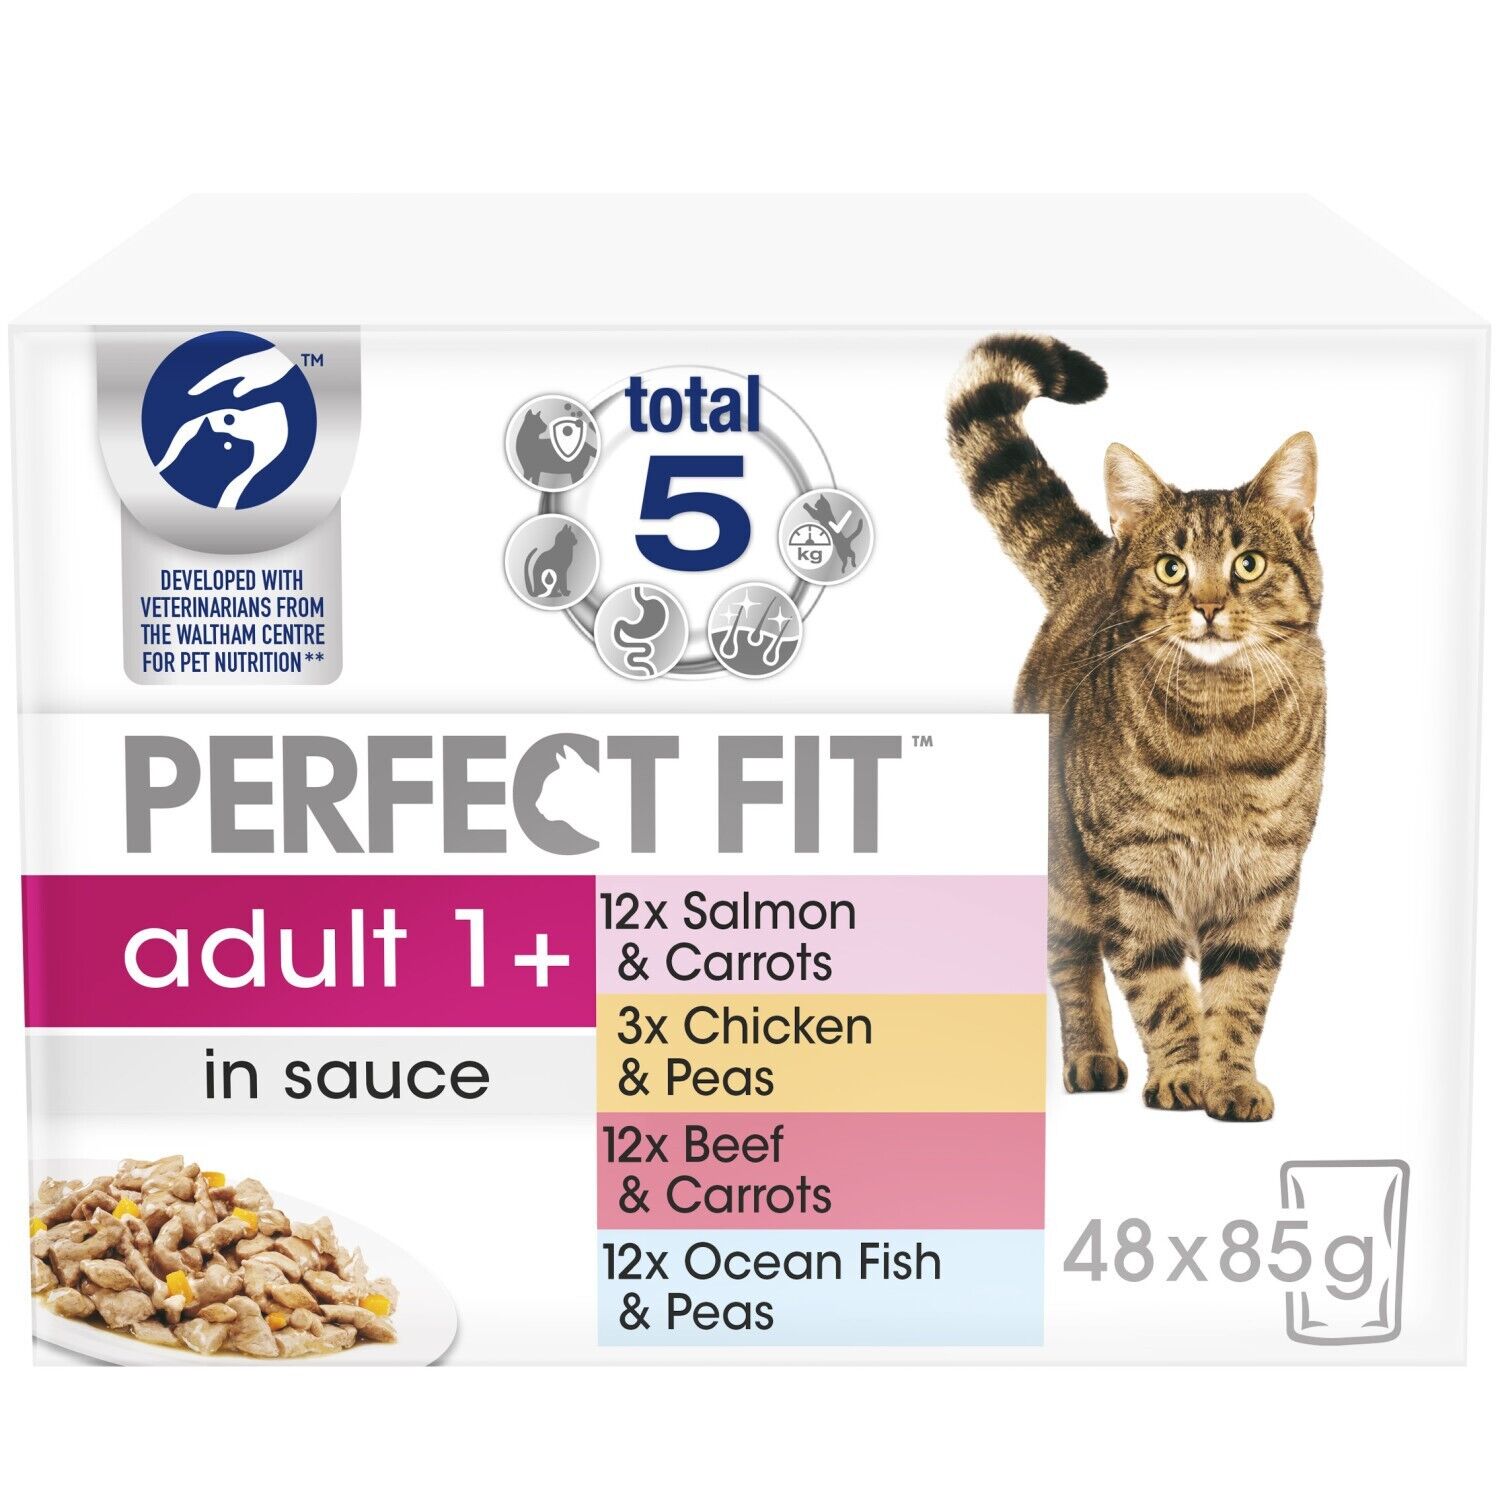 TM
total
5
kg
DEVELOPED WITH
VETERINARIANS FROM
THE WALTHAM CENTRE
FOR PET NUTRITION**
PERFECT FIT™
adult 1+
in sauce
12x Salmon
& Carrots
3x Chicken
& Peas
12x Beef
& Carrots
12x Ocean Fish
& Peas
48x85g